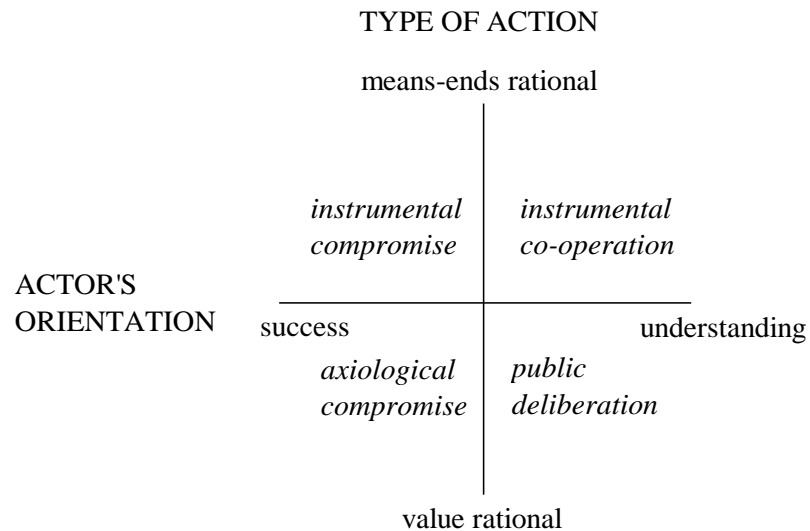 TYPE OF ACTION
means-ends rational
instrumental
compromise
instrumental
co-operation
ACTOR'S
ORIENTATION
success
understanding
axiological
compromise
public
deliberation
value rational